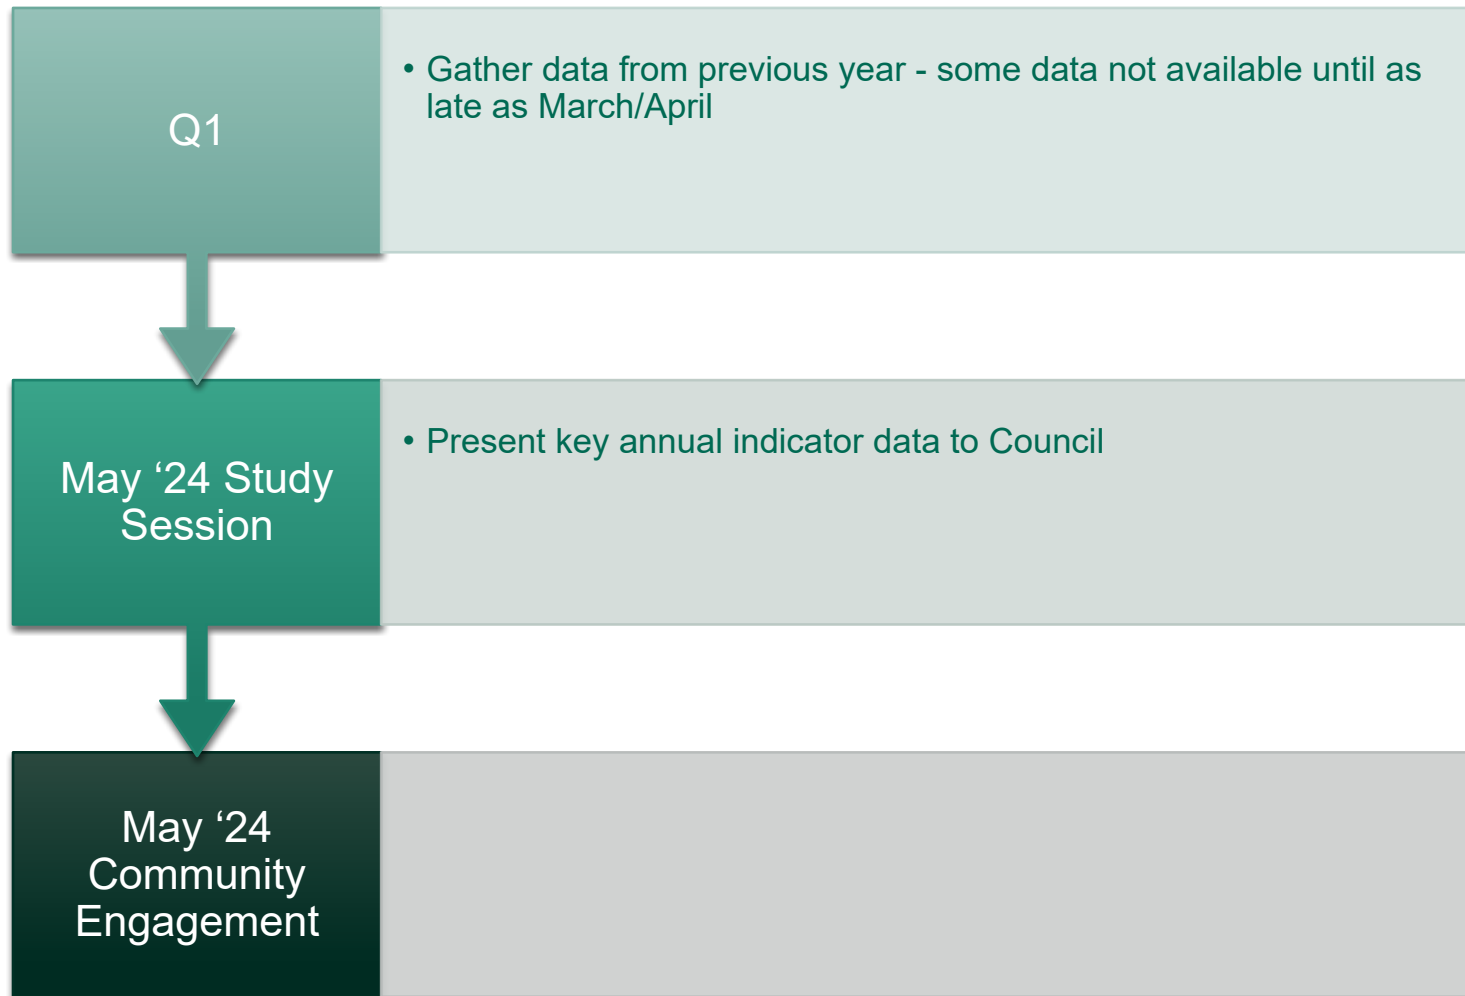 Q1
• Gather data from previous year - some data not available until as
late as March/April
May ‘24 Study
Session
• Present key annual indicator data to Council
May ‘24
Community
Engagement